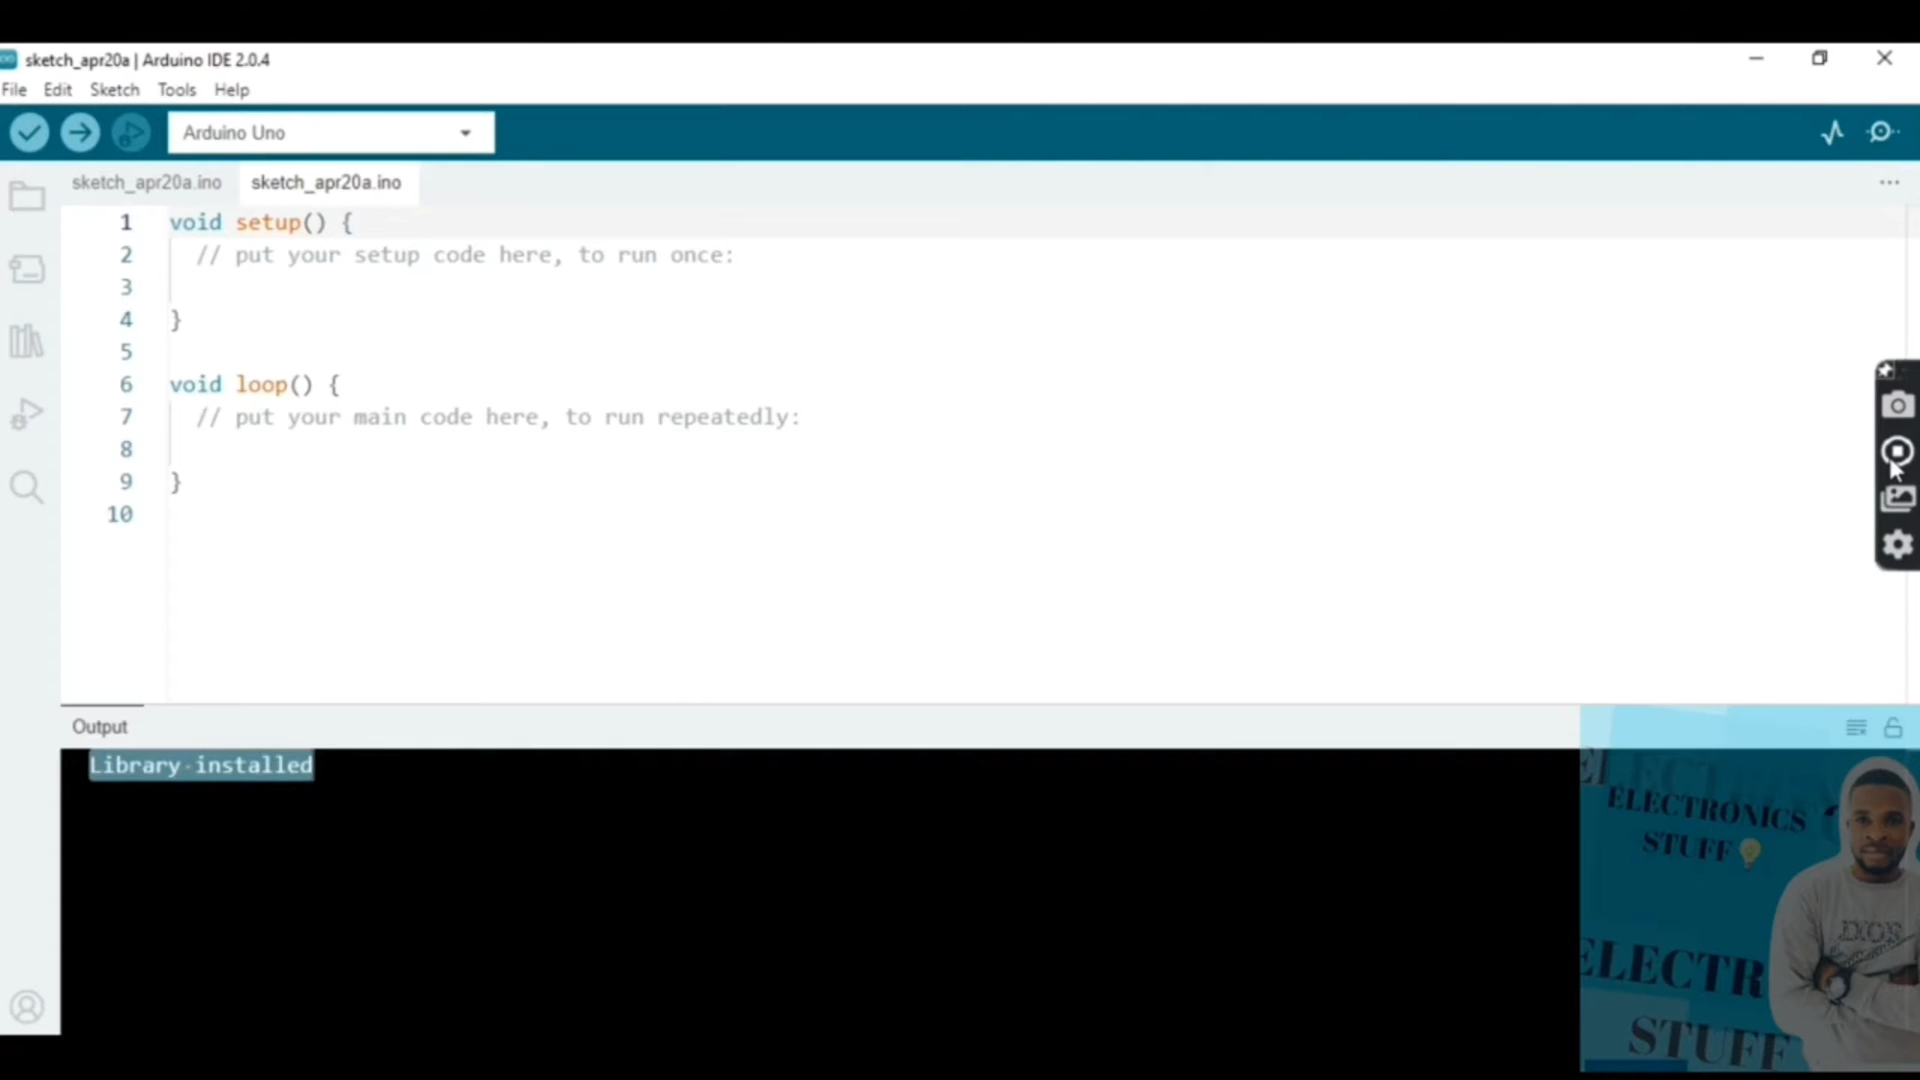 sketch_apr20a | Arduino IDE 2.0.4
File Edit Sketch Tools Help
Arduino Uno
sketch_apr20a.ino sketch_apr20a.ino
1 void setup() {
2 // put your setup code here, to run once:
3
4 }
5
6 void loop() {
7 // put your main code here, to run repeatedly:
8
9 }
10
Output
Library installed
ELECTRONICS
STUFF
DIOR
ELECTR
STUFF